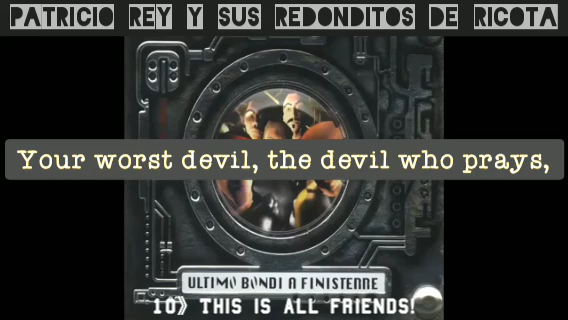 PATRICIO REY Y SUS REDONDITOS DE RICOTA
Your worst devil, the devil who prays,
ULTIMO BONDI A FINISTERRE
10) THIS IS ALL FRIENDS!